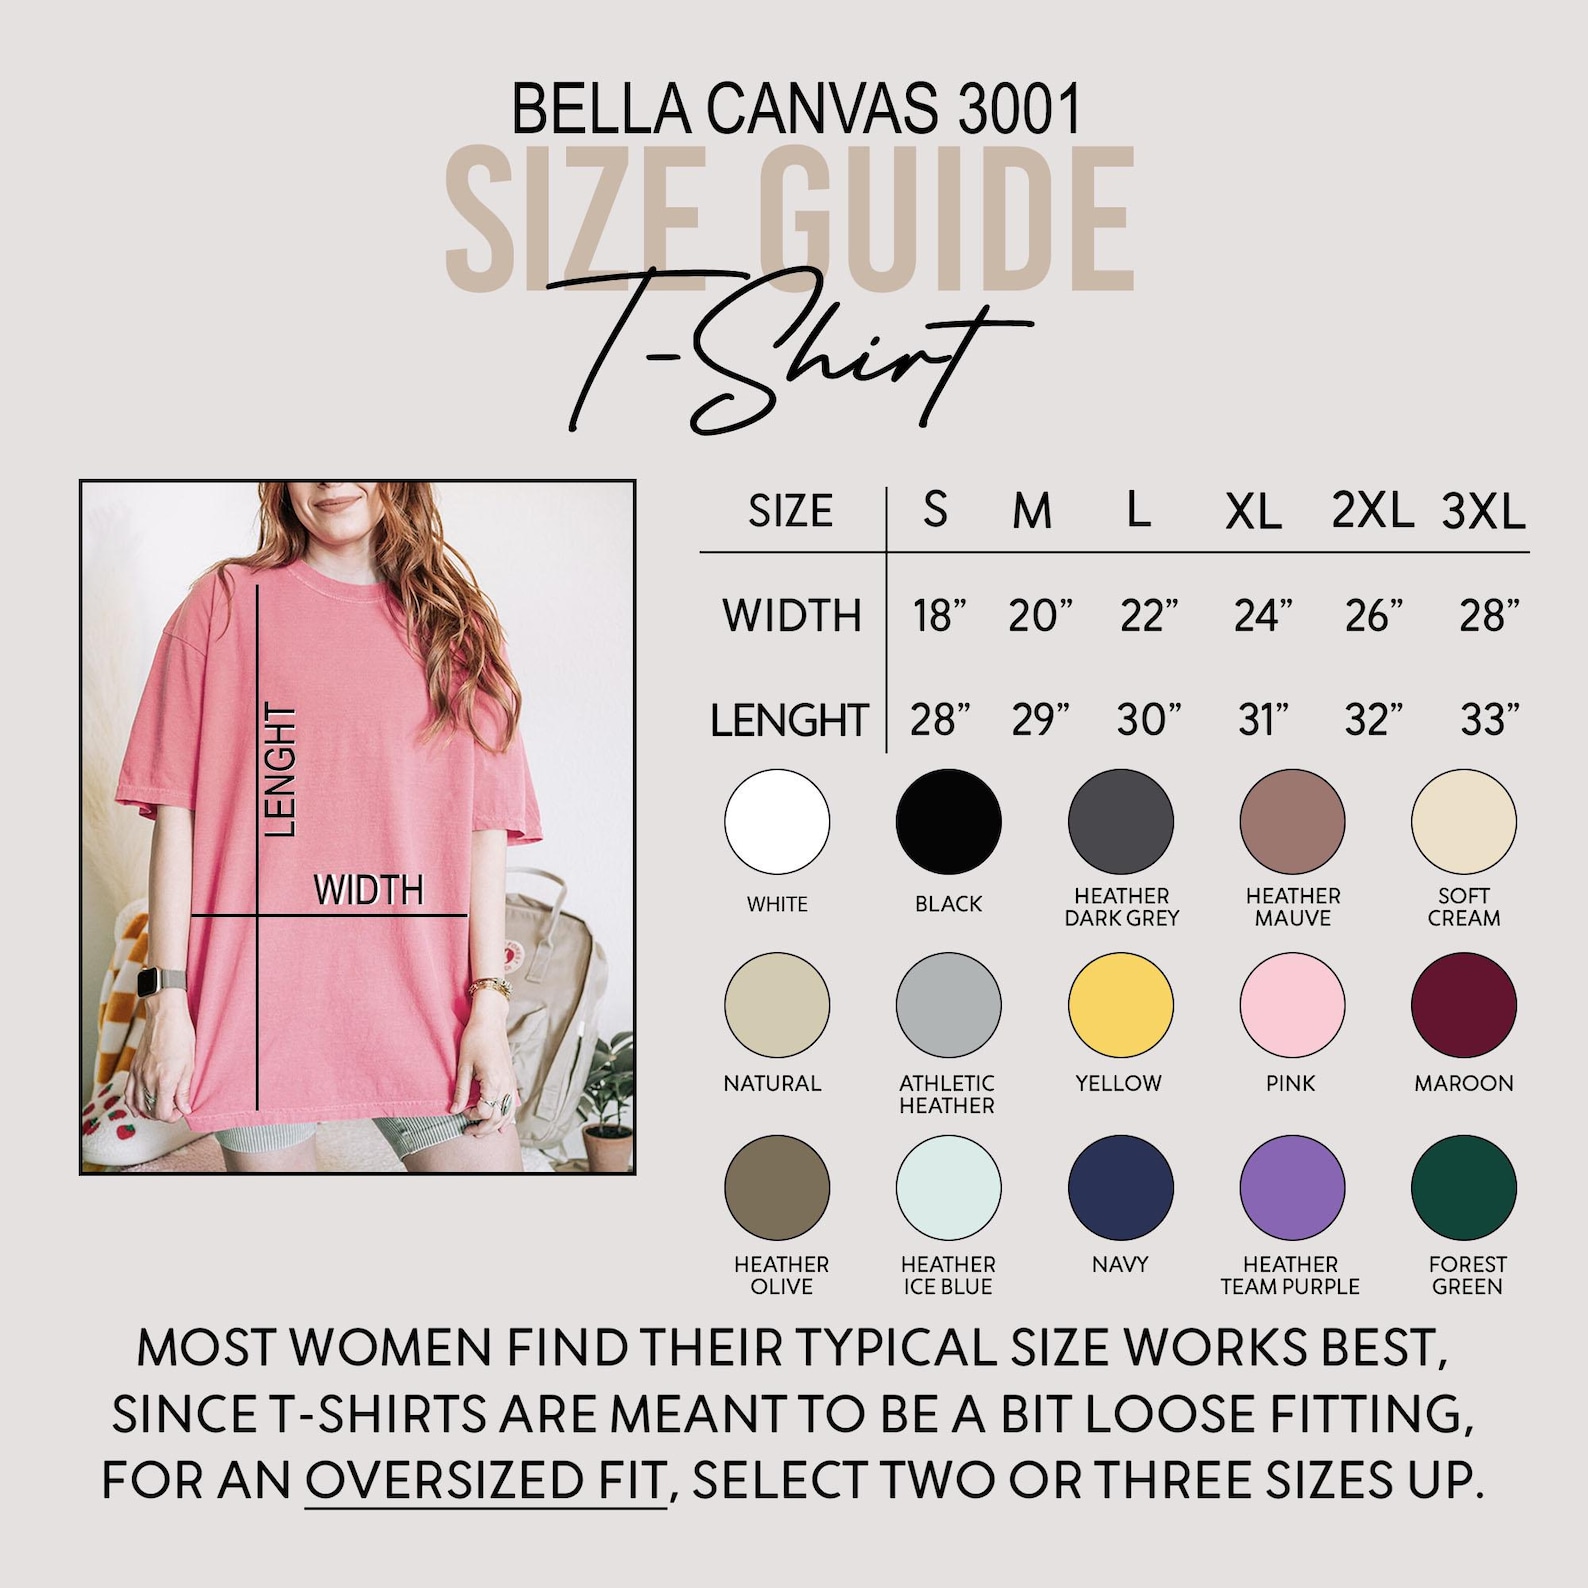 BELLA CANVAS 3001
SIZE GUIDE
T-Shirt
LENGHT
WIDTH
SIZE S M L XL 2XL 3XL
WIDTH 18” 20” 22” 24” 26” 28”
LENGHT 28” 29” 30” 31” 32” 33”
WHITE
BLACK
HEATHER
DARK GREY
HEATHER
MAUVE
SOFT
CREAM
NATURAL
ATHLETIC
HEATHER
YELLOW
PINK
MAROON
HEATHER
OLIVE
HEATHER
ICE BLUE
NAVY
HEATHER
TEAM PURPLE
FOREST
GREEN
MOST WOMEN FIND THEIR TYPICAL SIZE WORKS BEST,
SINCE T-SHIRTS ARE MEANT TO BE A BIT LOOSE FITTING,
FOR AN OVERSIZED FIT, SELECT TWO OR THREE SIZES UP.